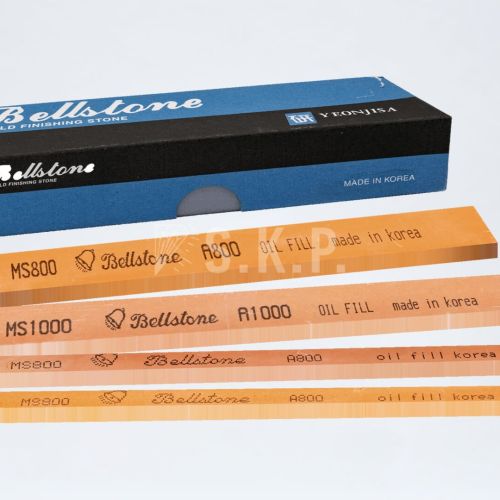 Bellstone
LD FINISHING STONE
YEONJISA
Bellstone
LD FINISHING STONE
MADE IN KOREA
MS800 Bellstone A800 OIL FILL made in korea
S.K.P.
MS1000 Bellstone A1000 OIL FILL made in korea
MS800 Bellstone A800 oil fill korea
MS800 Bellstone A800 oil fill korea